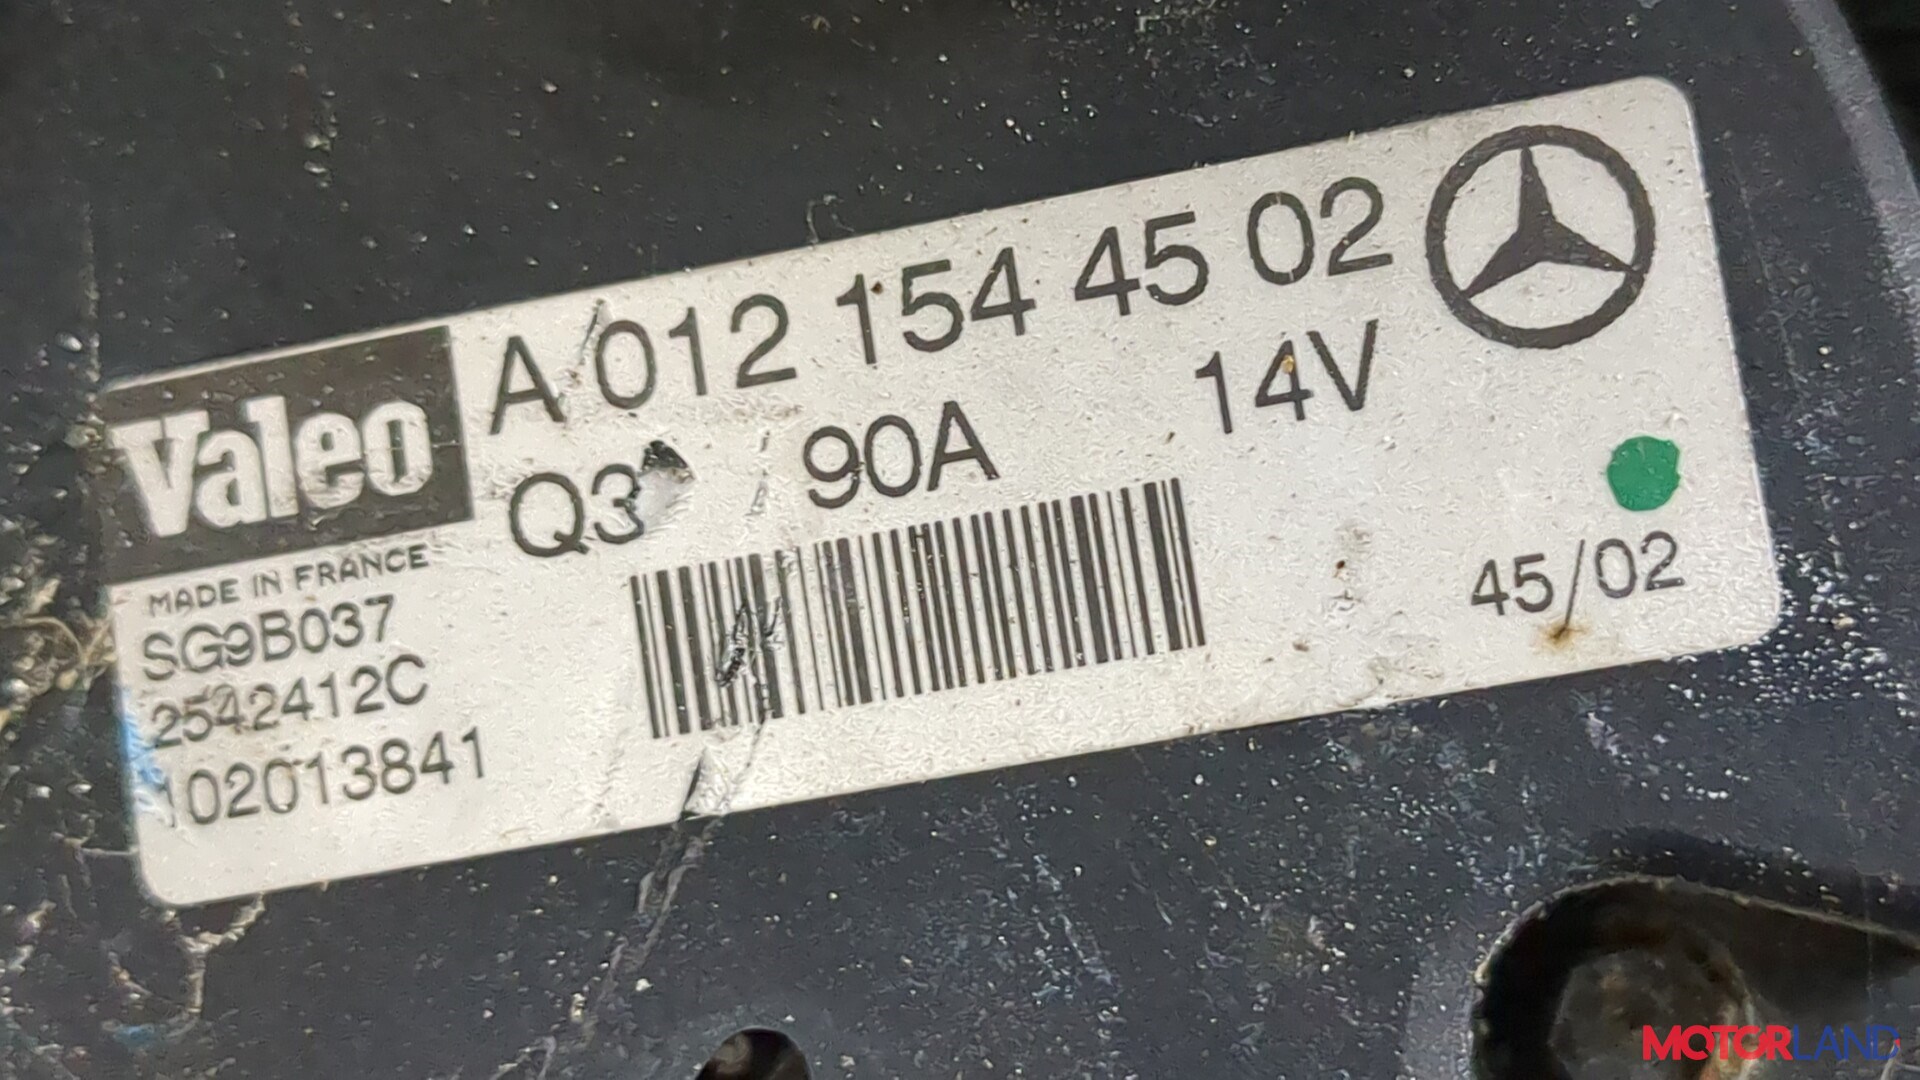 Valeo
A 012 154 45 02
Q3 90A 14V
MADE IN FRANCE
SG9B037
2542412C
102013841
45/02
MOTORLAND